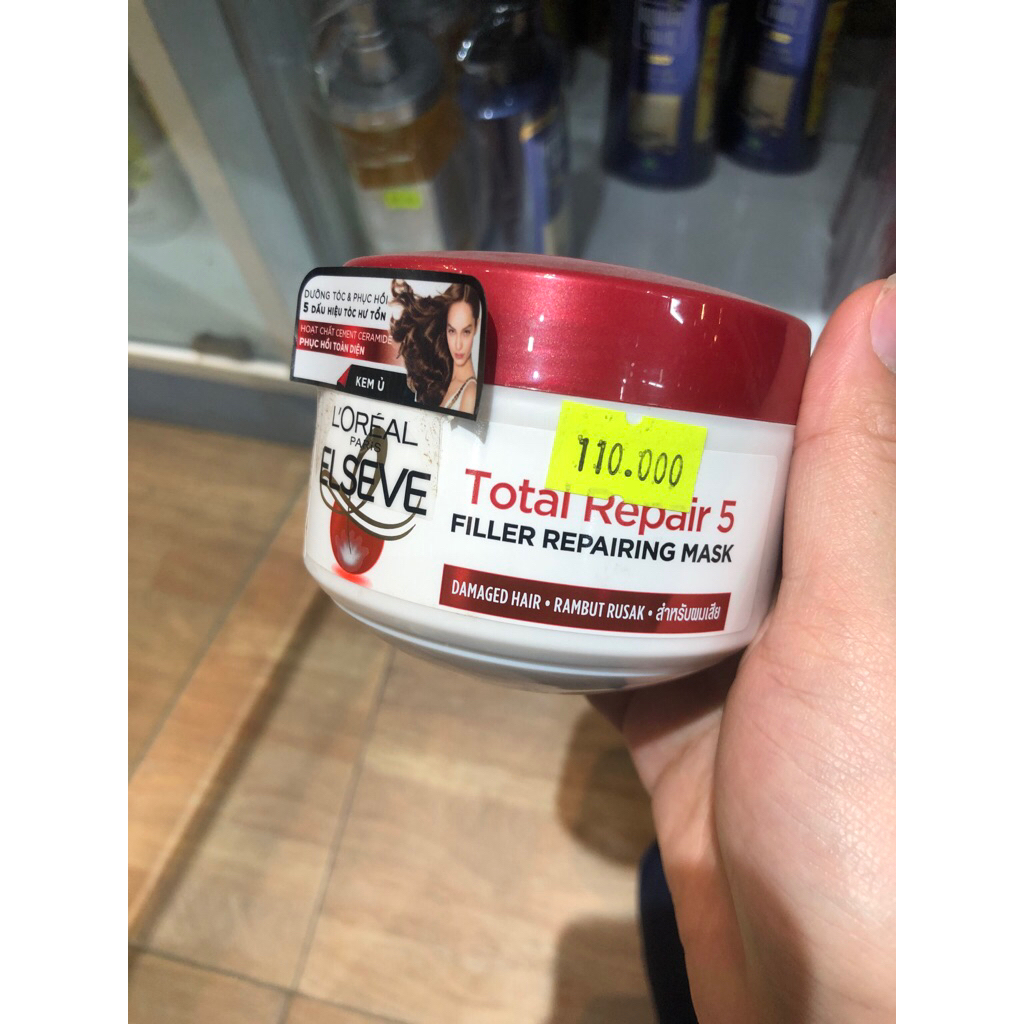 DƯỠNG TÓC & PHỤC HỒI
5 DẤU HIỆU TÓC HƯ TỔN
HOẠT CHẤT CEMENT CERAMIDE
PHỤC HỒI TOÀN DIỆN
KEM Ủ
L'ORÉAL
PARIS
ELSEVE
110.000
Total Repair 5
FILLER REPAIRING MASK
DAMAGED HAIR • RAMBUT RUSAK • สำหรับผมเสีย